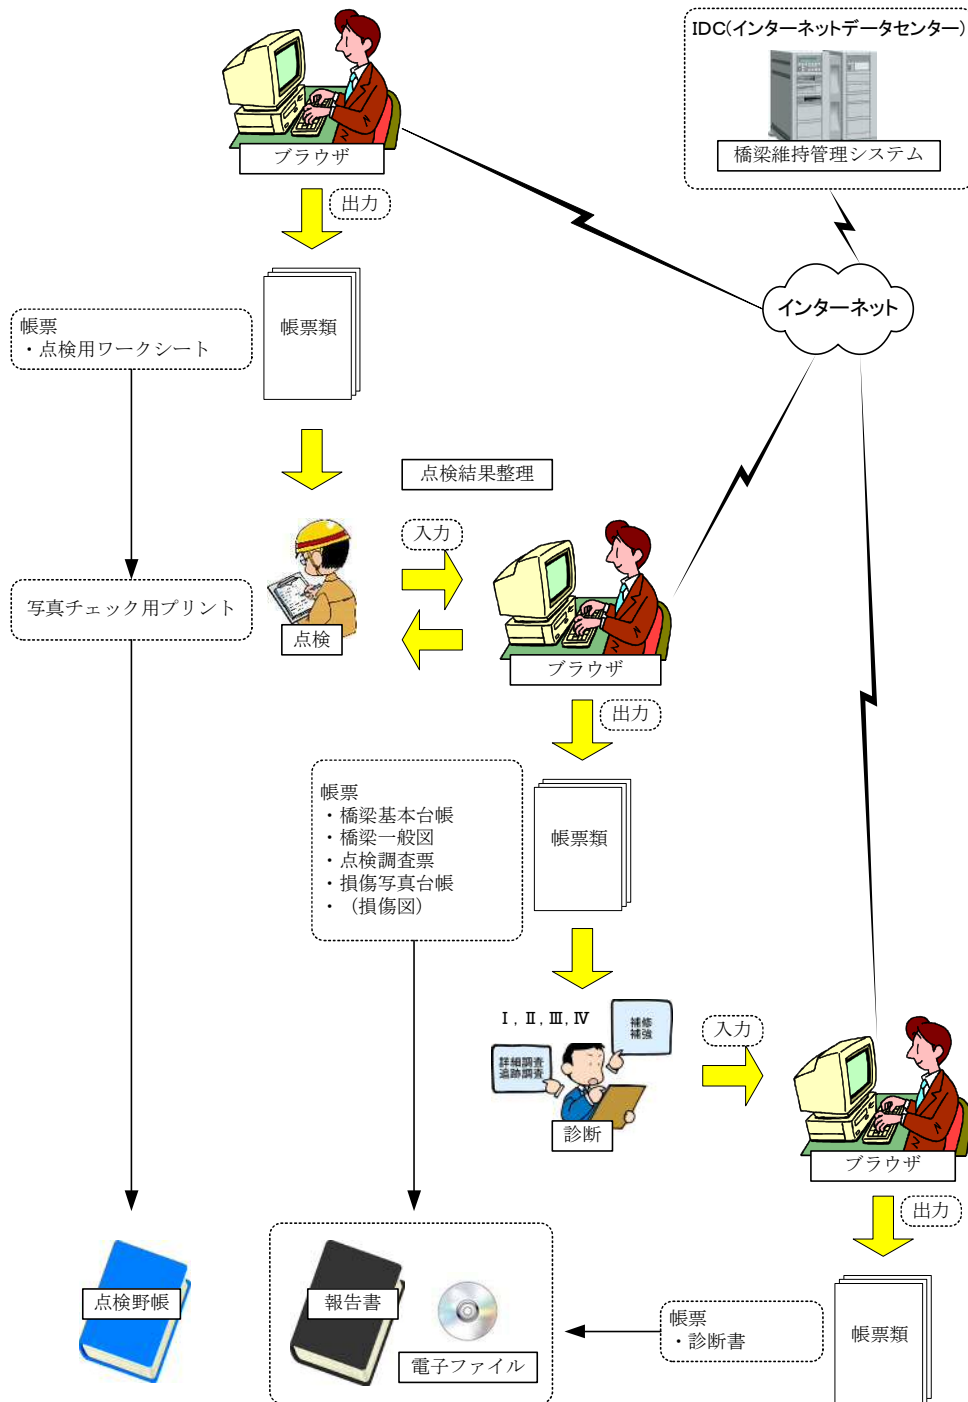 IDC(インターネットデータセンター)
橋梁維持管理システム
ブラウザ
出力
インターネット
帳票類
帳票
・点検用ワークシート
点検結果整理
入力
写真チェック用プリント
点検
ブラウザ
出力
帳票
・橋梁基本台帳
・橋梁一般図
・点検調査票
・損傷写真台帳
・（損傷図）
帳票類
Ⅰ,Ⅱ,Ⅲ,Ⅳ
補修
補強
詳細調査
追跡調査
入力
診断
ブラウザ
出力
点検野帳
報告書
電子ファイル
帳票
・診断書
帳票類